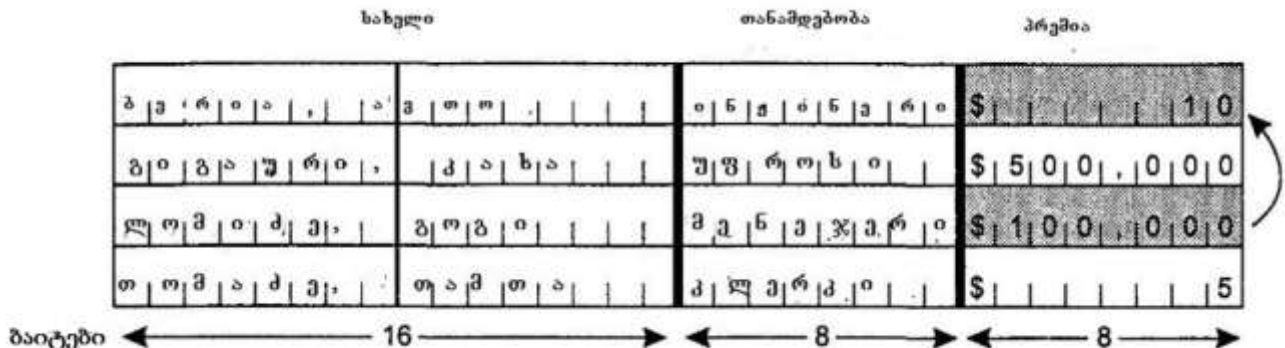 სახელი თანამდებობა პრემია
ბერია, ავთო ინჟინერი $ 10
გიგაური, კახა უფროსი $500,000
ლომიძე, გოგი მენეჯერი $100,000
თომაძე, თამთა კლერკი $ 5
ბაიტები 16 8 8